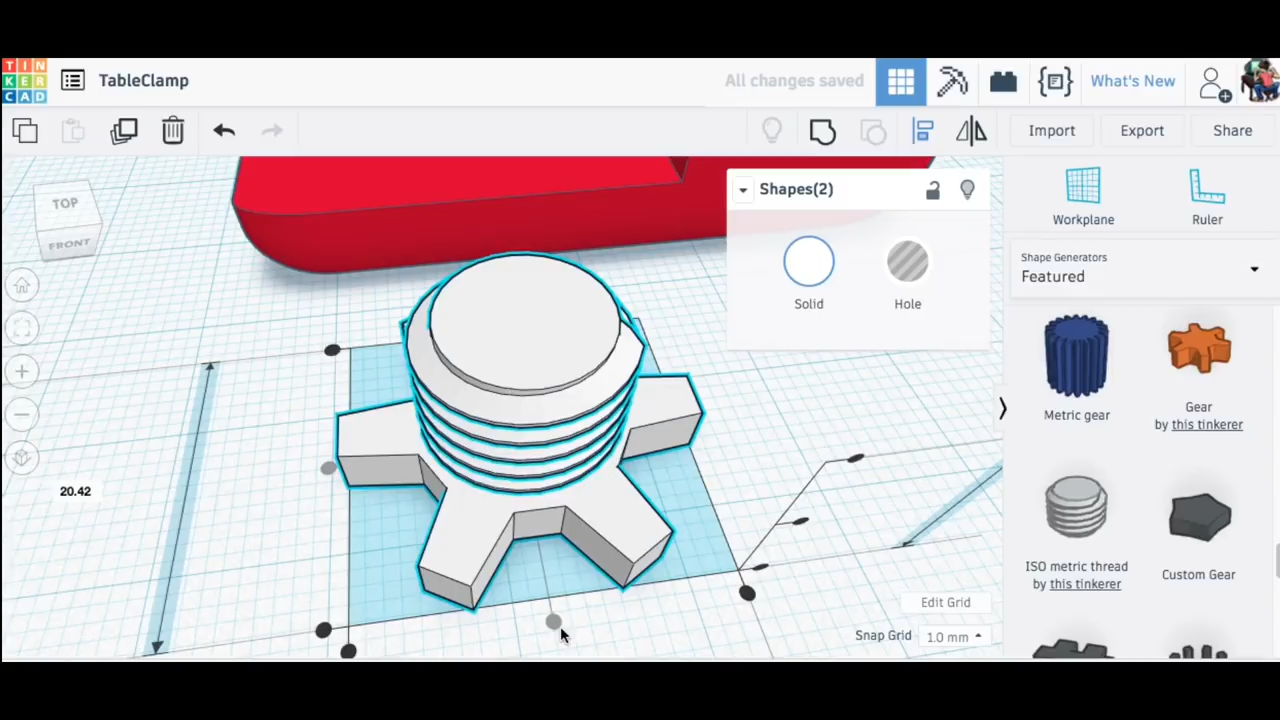 TIN
KER
CAD
TableClamp
All changes saved
What's New
Import
Export
Share
TOP
FRONT
Shapes(2)
Solid
Hole
Workplane
Ruler
Shape Generators
Featured
Metric gear
Gear
by this tinkerer
ISO metric thread
by this tinkerer
Custom Gear
20.42
Edit Grid
Snap Grid
1.0 mm